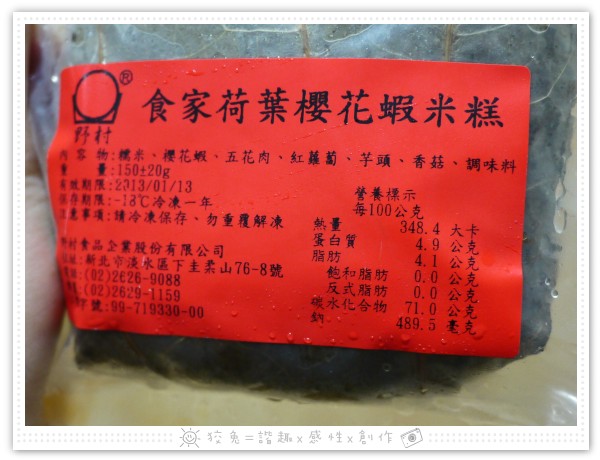 ®
野村
食家荷葉櫻花蝦米糕
內容物:糯米、櫻花蝦、五花肉、紅蘿蔔、芋頭、香菇、調味料
重量:150±20g
有效期限:2013/01/13
保存期限:-18℃冷凍一年
注意事項:請冷凍保存、勿重覆解凍
野村食品企業股份有限公司
地址:新北市淡水區下圭柔山76-8號
電話:(02)2626-9088
(02)2629-1159
號:99-719330-00
營養標示
每100公克
熱量 348.4 大卡
蛋白質 4.9 公克
脂肪 4.1 公克
飽和脂肪 0.0 公克
反式脂肪 0.0 公克
碳水化合物 71.0 公克
鈉 489.5 毫克
狡兔=諧趣x感性x創作